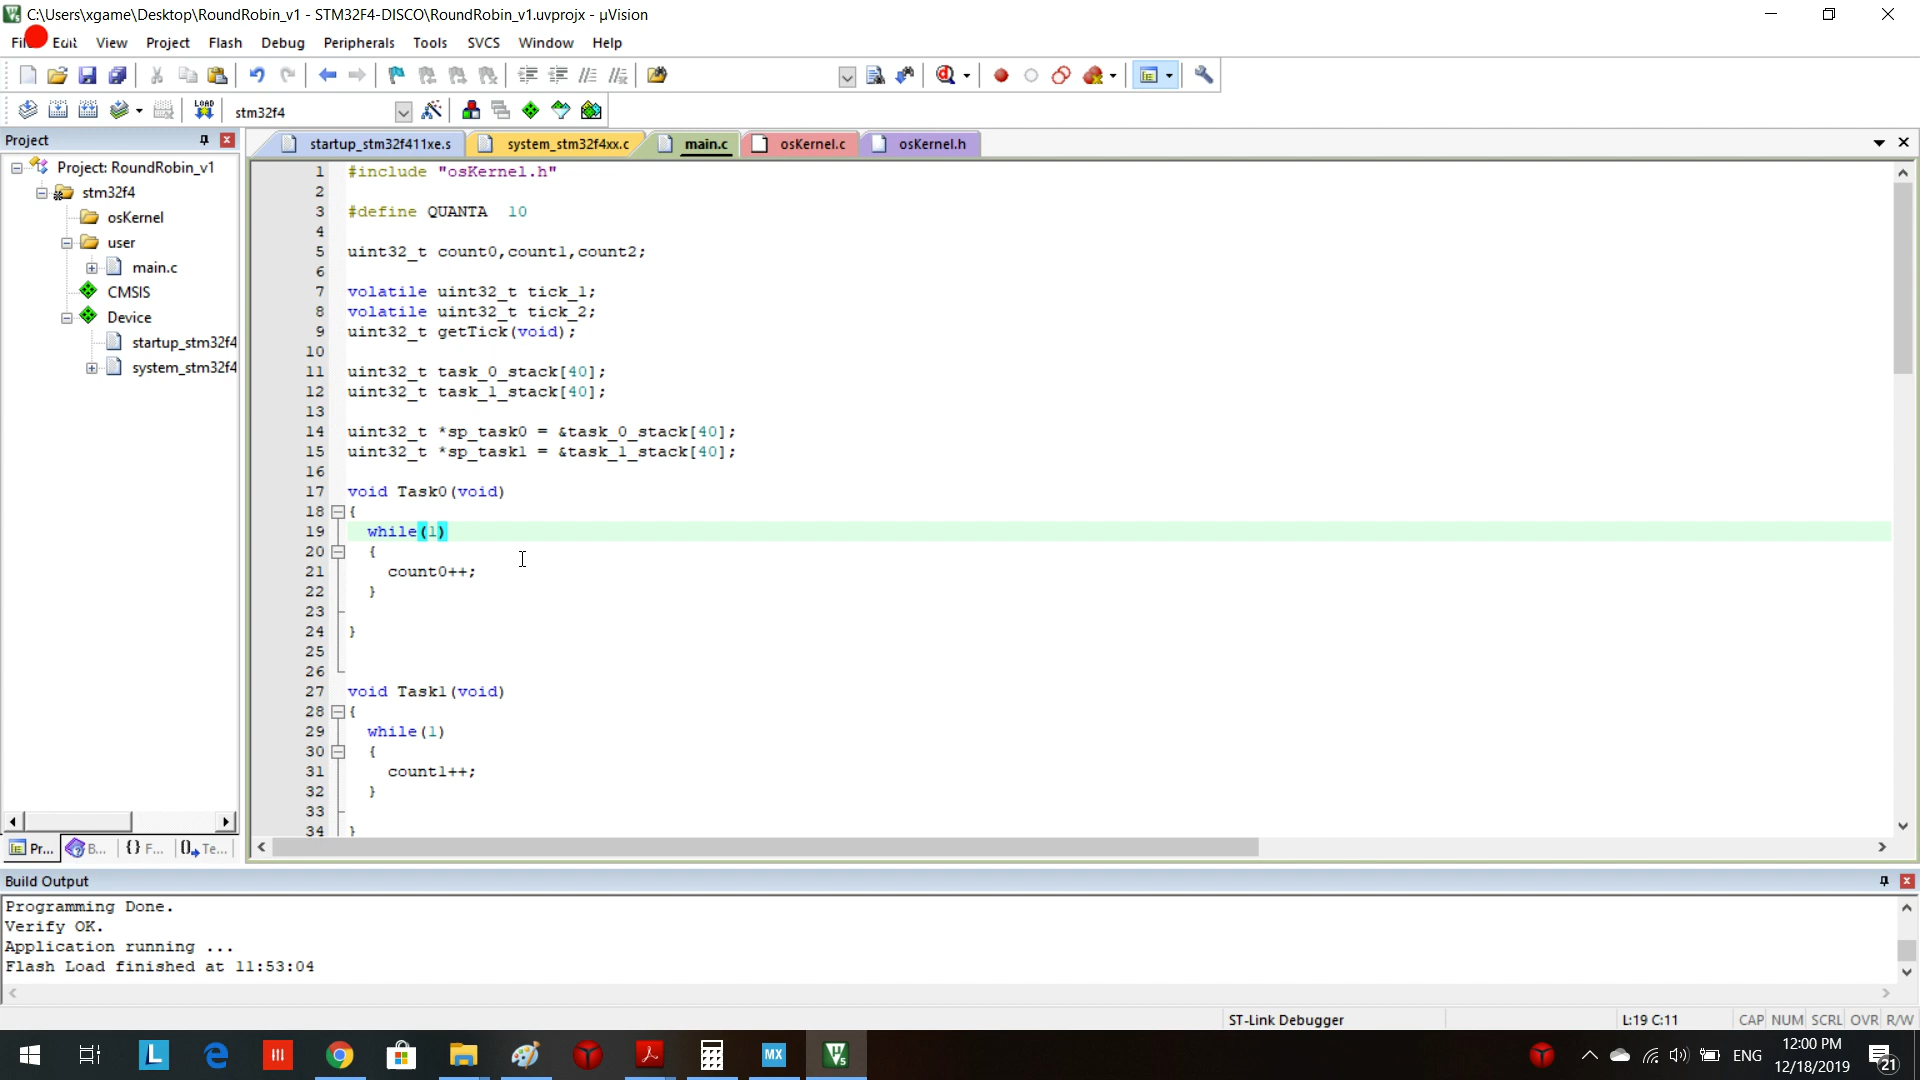 C:\Users\xgame\Desktop\RoundRobin_v1 - STM32F4-DISCO\RoundRobin_v1.uvprojx - µVision
Edit View Project Flash Debug Peripherals Tools SVCS Window Help
LOAD stm32f4
Project
startup_stm32f411xe.s system_stm32f4xx.c main.c osKernel.c osKernel.h
Project: RoundRobin_v1
stm32f4
osKernel
user
main.c
CMSIS
Device
startup_stm32f4
system_stm32f4
Pr... B... {} F... Te...
1 #include "osKernel.h"
2
3 #define QUANTA 10
4
5 uint32_t count0,count1,count2;
6
7 volatile uint32_t tick_1;
8 volatile uint32_t tick_2;
9 uint32_t getTick(void);
10
11 uint32_t task_0_stack[40];
12 uint32_t task_1_stack[40];
13
14 uint32_t *sp_task0 = &task_0_stack[40];
15 uint32_t *sp_task1 = &task_1_stack[40];
16
17 void Task0(void)
18 {
19 while(1)
20 {
21 count0++;
22 }
23
24 }
25
26
27 void Task1(void)
28 {
29 while(1)
30 {
31 count1++;
32 }
33
34 }
Build Output
Programming Done.
Verify OK.
Application running ...
Flash Load finished at 11:53:04
ST-Link Debugger L:19 C:11 CAP NUM SCRL OVR R/W
L MX ENG 12:00 PM
12/18/2019 21